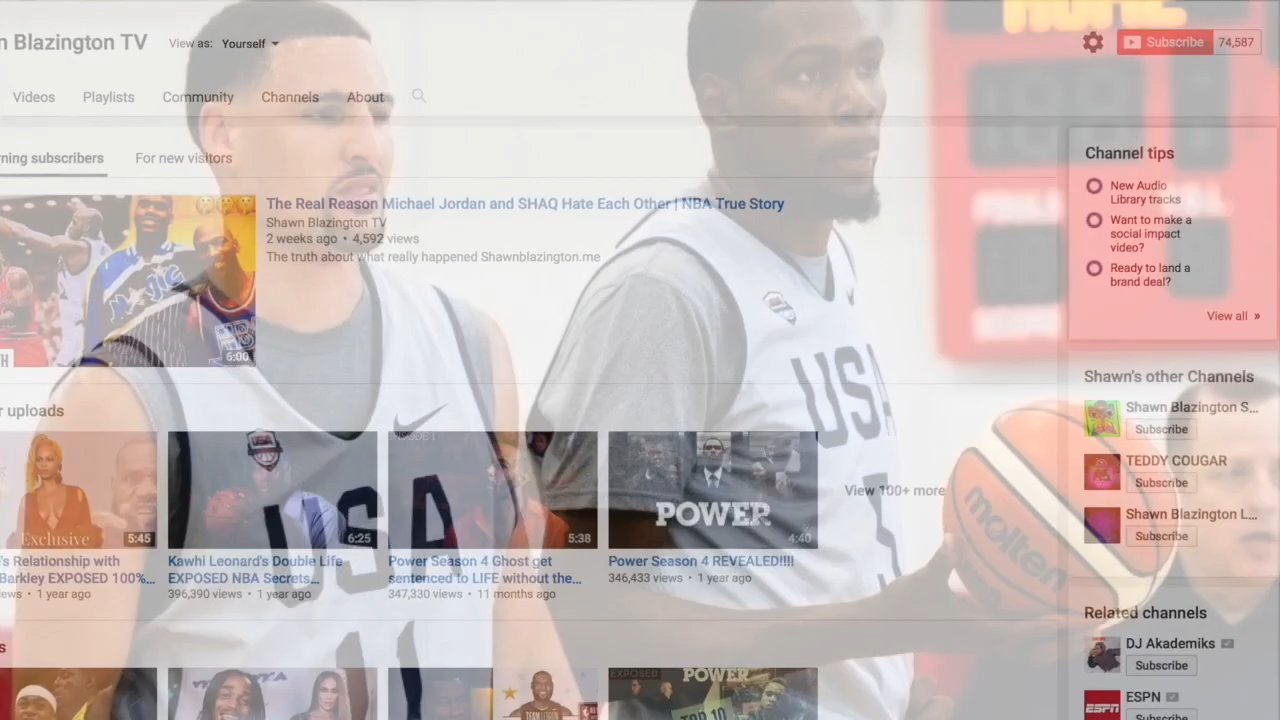 n Blazington TV
View as: Yourself
Subscribe 74,587
Videos Playlists Community Channels About
ning subscribers For new visitors
The Real Reason Michael Jordan and SHAQ Hate Each Other | NBA True Story
Shawn Blazington TV
2 weeks ago • 4,592 views
The truth about what really happened Shawnblazington.me
6:00
Channel tips
New Audio
Library tracks
Want to make a
social impact
video?
Ready to land a
brand deal?
View all »
r uploads
Exclusive
5:45
6:25
5:38
POWER
4:40
's Relationship with
Barkley EXPOSED 100%...
ews • 1 year ago
Kawhi Leonard's Double Life
EXPOSED NBA Secrets...
396,390 views • 1 year ago
Power Season 4 Ghost get
sentenced to LIFE without the...
347,330 views • 11 months ago
Power Season 4 REVEALED!!!!
346,433 views • 1 year ago
View 100+ more
Shawn's other Channels
Shawn Blazington S...
Subscribe
TEDDY COUGAR
Subscribe
Shawn Blazington L...
Subscribe
Related channels
DJ Akademiks
Subscribe
ESPN
Subscribe
s
EXPOSED
POWER
TOP 10
ESPN
USA
USA
molten
HOME